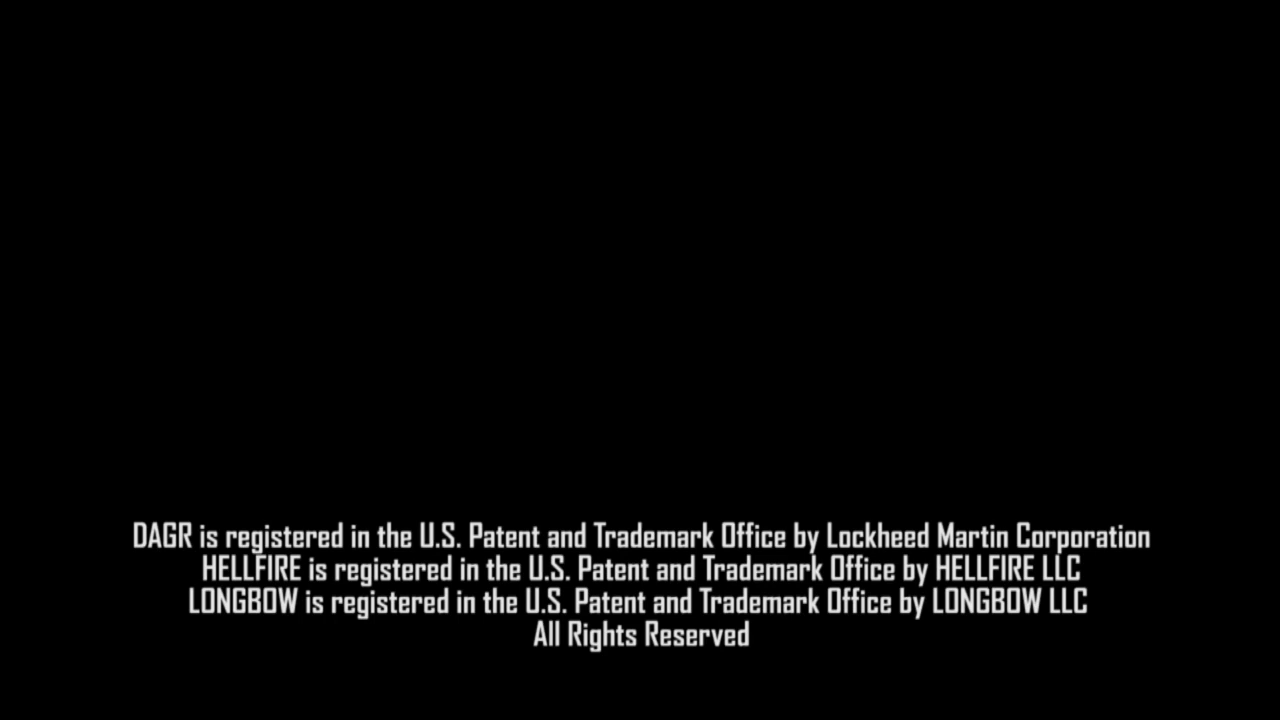 DAGR is registered in the U.S. Patent and Trademark Office by Lockheed Martin Corporation
HELLFIRE is registered in the U.S. Patent and Trademark Office by HELLFIRE LLC
LONGBOW is registered in the U.S. Patent and Trademark Office by LONGBOW LLC
All Rights Reserved